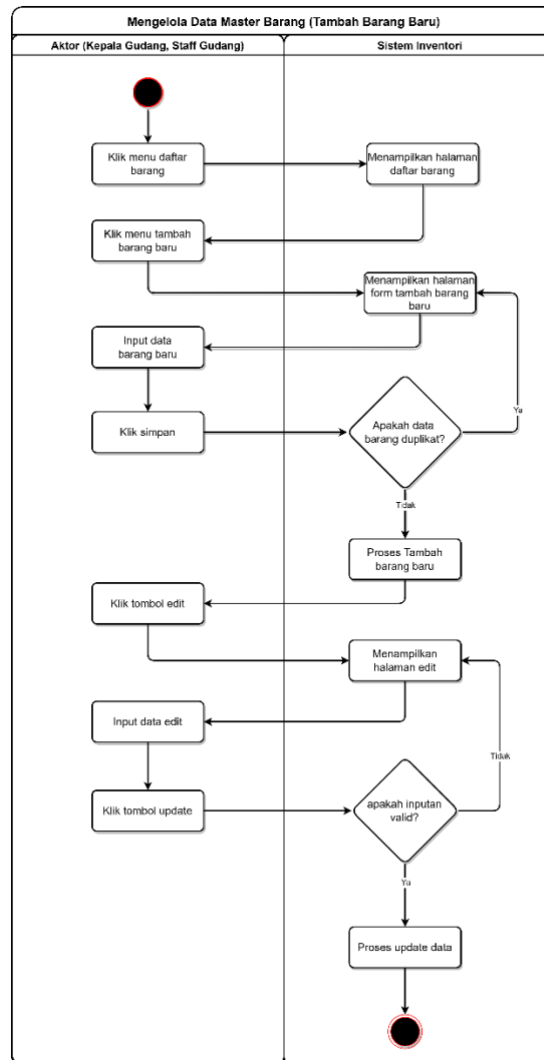 Mengelola Data Master Barang (Tambah Barang Baru)
Aktor (Kepala Gudang, Staff Gudang)
Sistem Inventori
Klik menu daftar
barang
Menampilkan halaman
daftar barang
Klik menu tambah
barang baru
Menampilkan halaman
form tambah barang
baru
Input data
barang baru
Ya
Klik simpan
Apakah data
barang duplikat?
Tidak
Proses Tambah
barang baru
Klik tombol edit
Menampilkan
halaman edit
Input data edit
Tidak
Klik tombol update
apakah inputan
valid?
Ya
Proses update data